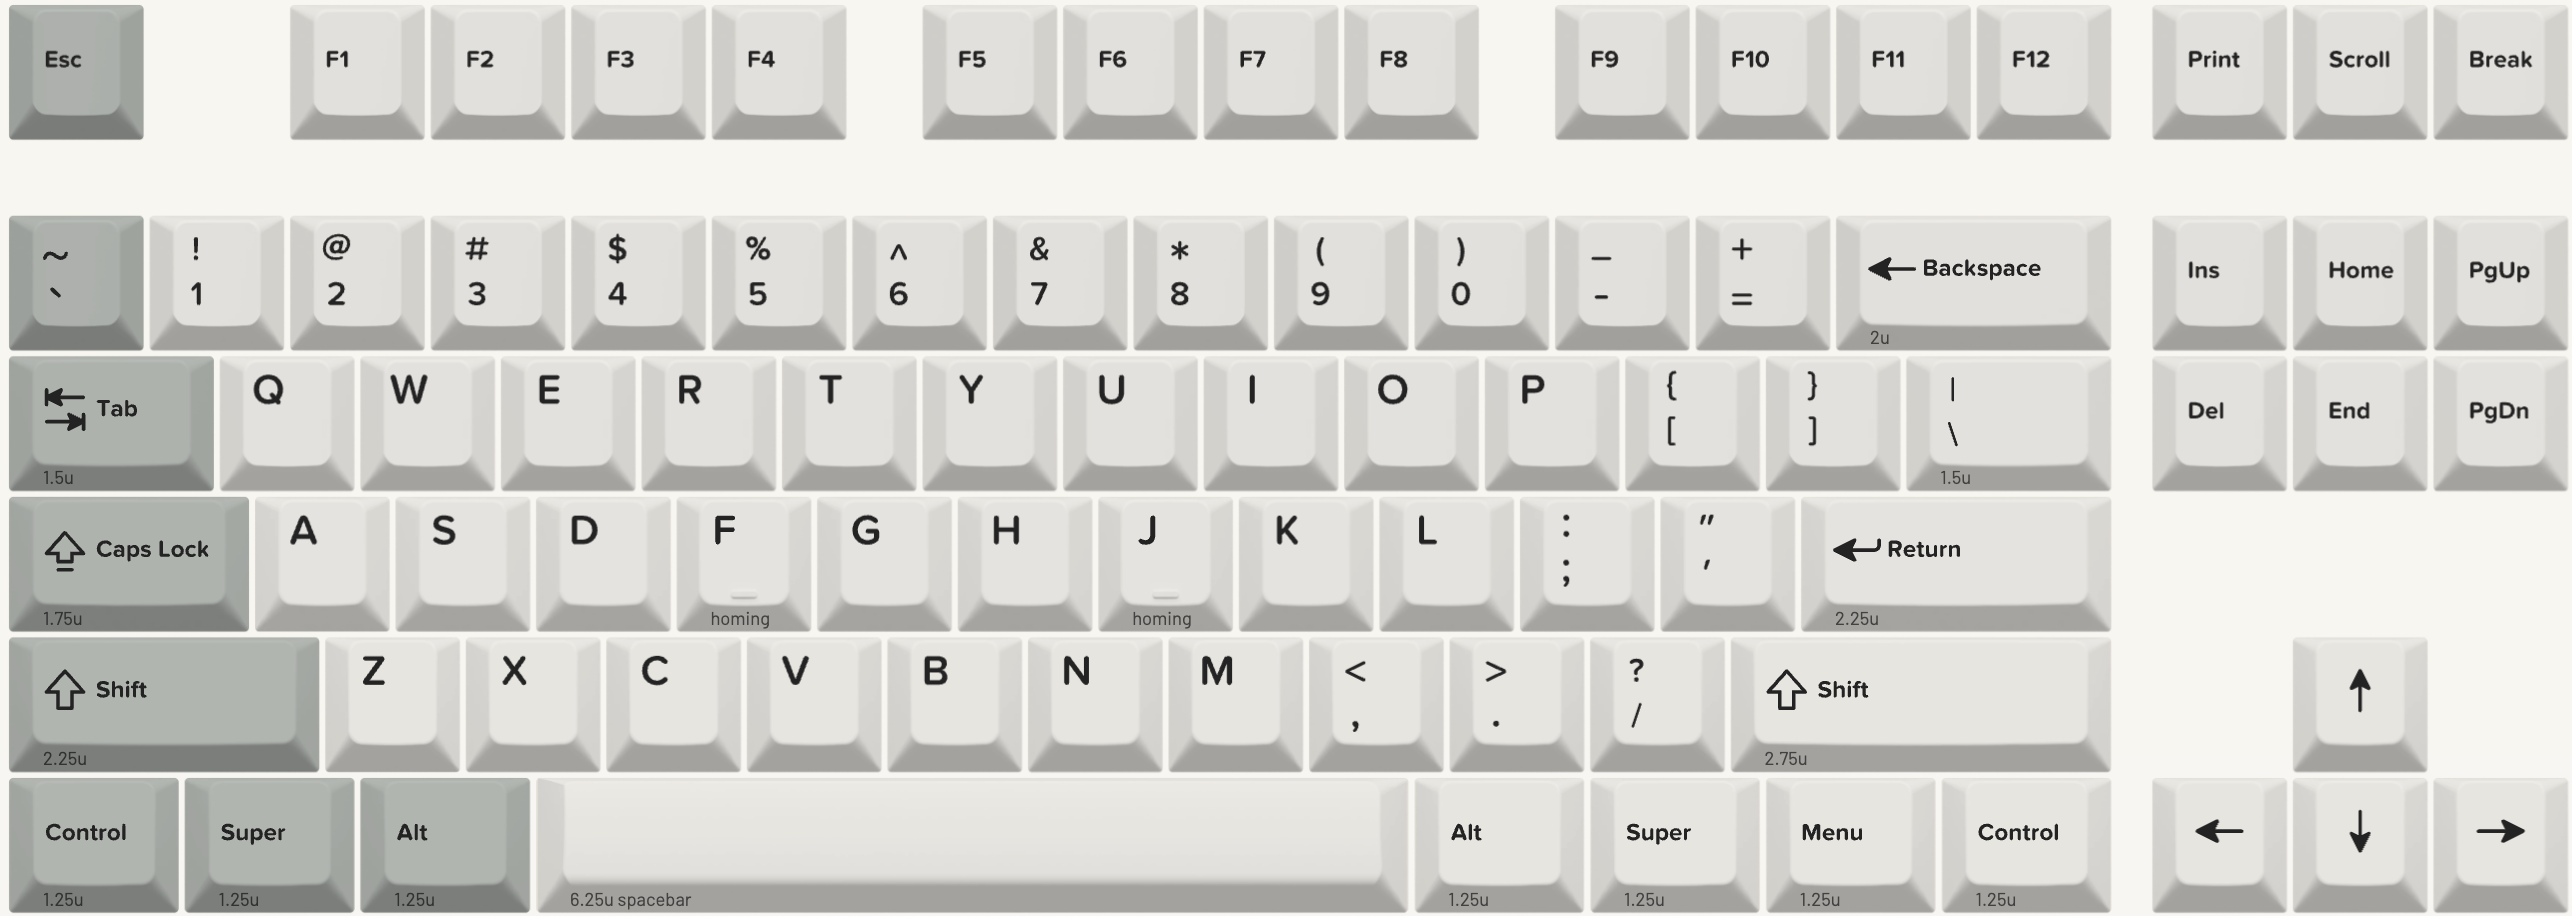 Esc F1 F2 F3 F4 F5 F6 F7 F8 F9 F10 F11 F12 Print Scroll Break
~ ! @ # $ % ^ & * ( ) _ +
` 1 2 3 4 5 6 7 8 9 0 - = ← Backspace Ins Home PgUp
2u
Tab Q W E R T Y U I O P { } |
[ ] \ Del End PgDn
1.5u 1.5u
Caps Lock A S D F G H J K L : " Return
; '
1.75u homing homing 2.25u
Shift Z X C V B N M < > ? Shift ↑
, . /
2.25u 2.75u
Control Super Alt Alt Super Menu Control ← ↓ →
1.25u 1.25u 1.25u 6.25u spacebar 1.25u 1.25u 1.25u 1.25u